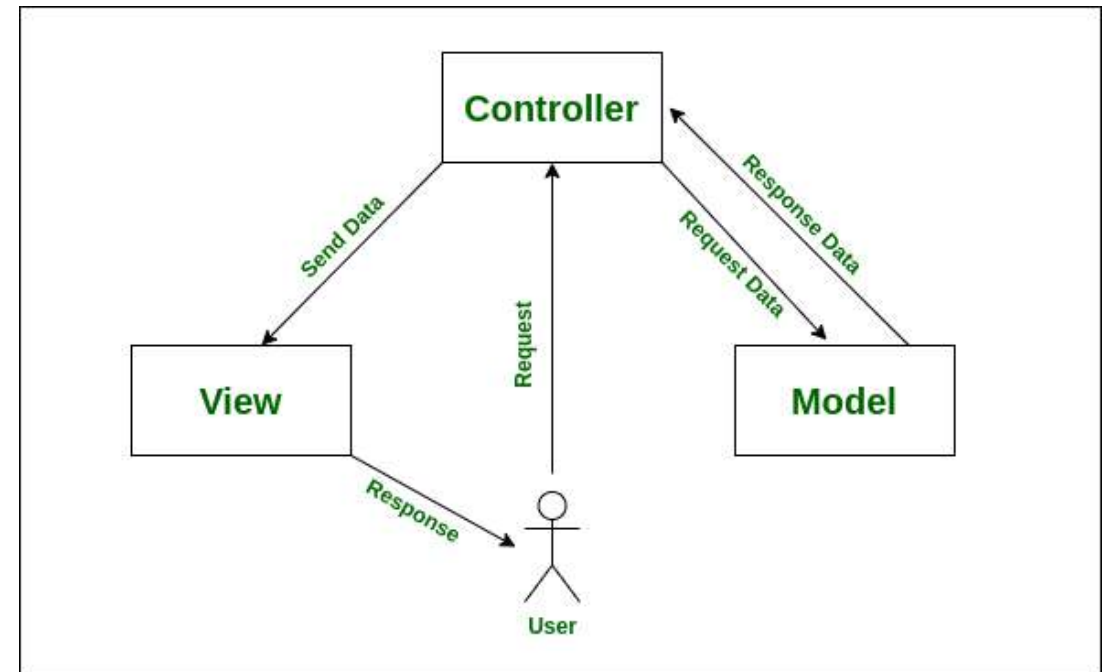 Controller
Send Data
Request
Request Data
Response Data
View
Model
Response
User